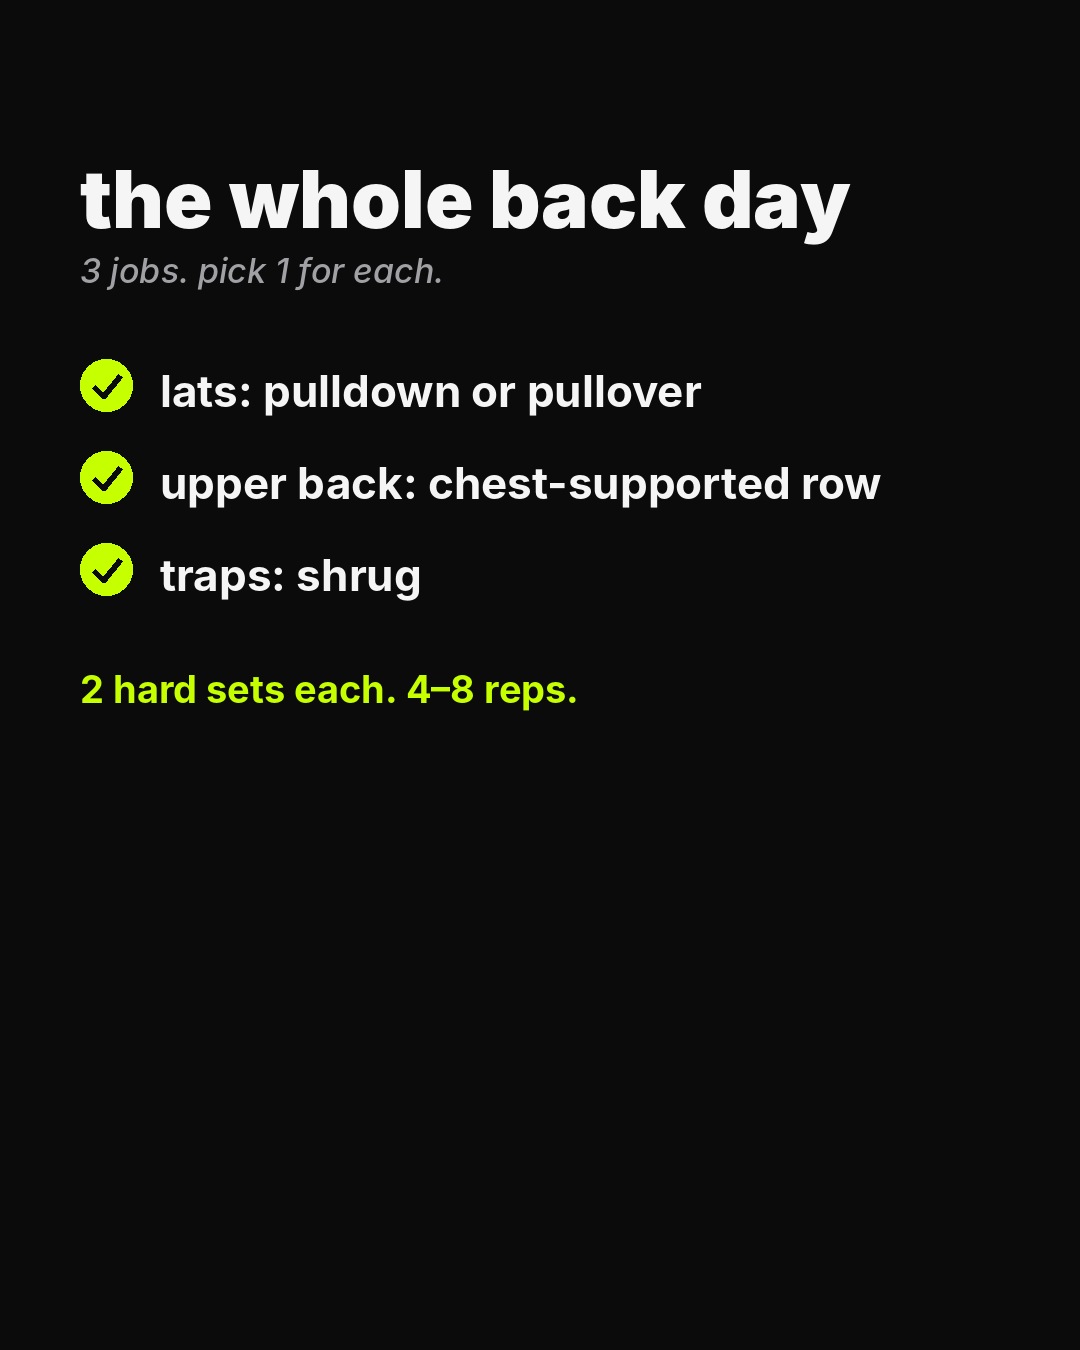 the whole back day
3 jobs. pick 1 for each.
lats: pulldown or pullover
upper back: chest-supported row
traps: shrug
2 hard sets each. 4–8 reps.